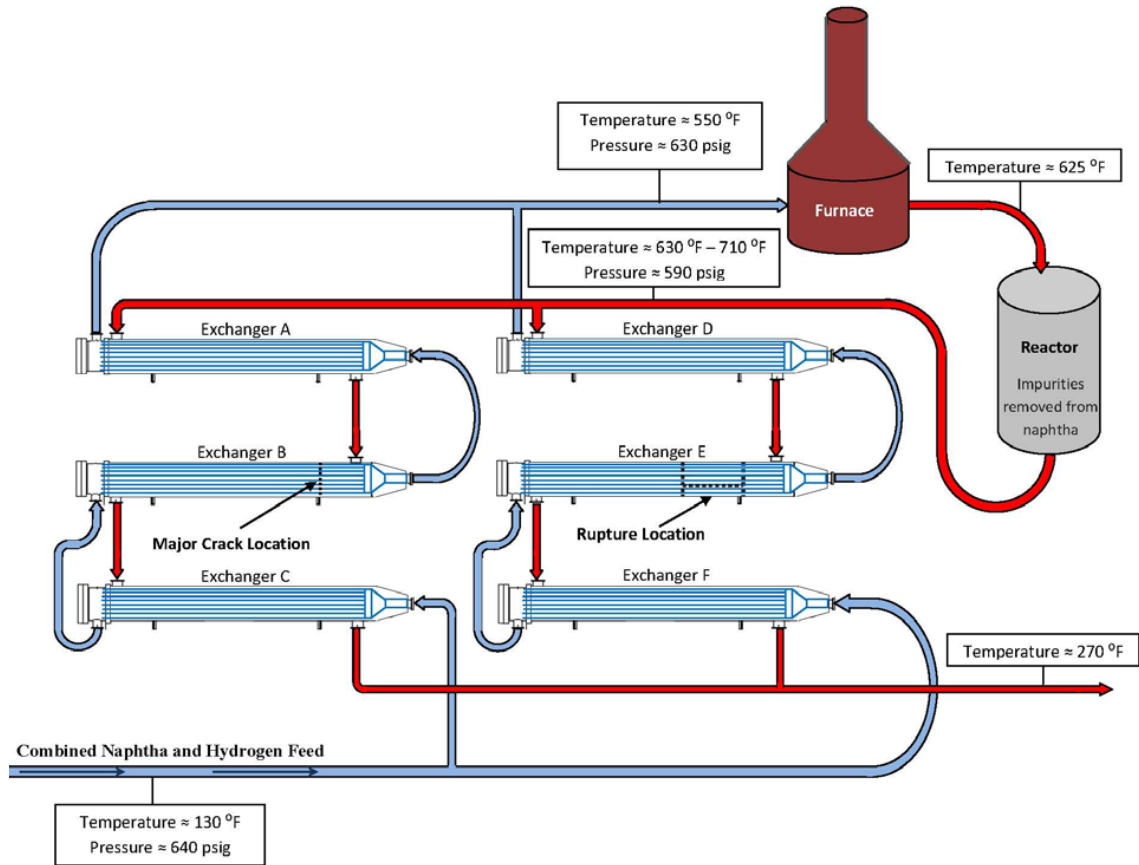 Temperature ≈ 550 °F
Pressure ≈ 630 psig
Temperature ≈ 625 °F
Furnace
Temperature ≈ 630 °F – 710 °F
Pressure ≈ 590 psig
Exchanger A
Exchanger D
Reactor
Impurities
removed from
naphtha
Exchanger B
Exchanger E
Major Crack Location
Rupture Location
Exchanger C
Exchanger F
Temperature ≈ 270 °F
Combined Naphtha and Hydrogen Feed
Temperature ≈ 130 °F
Pressure ≈ 640 psig